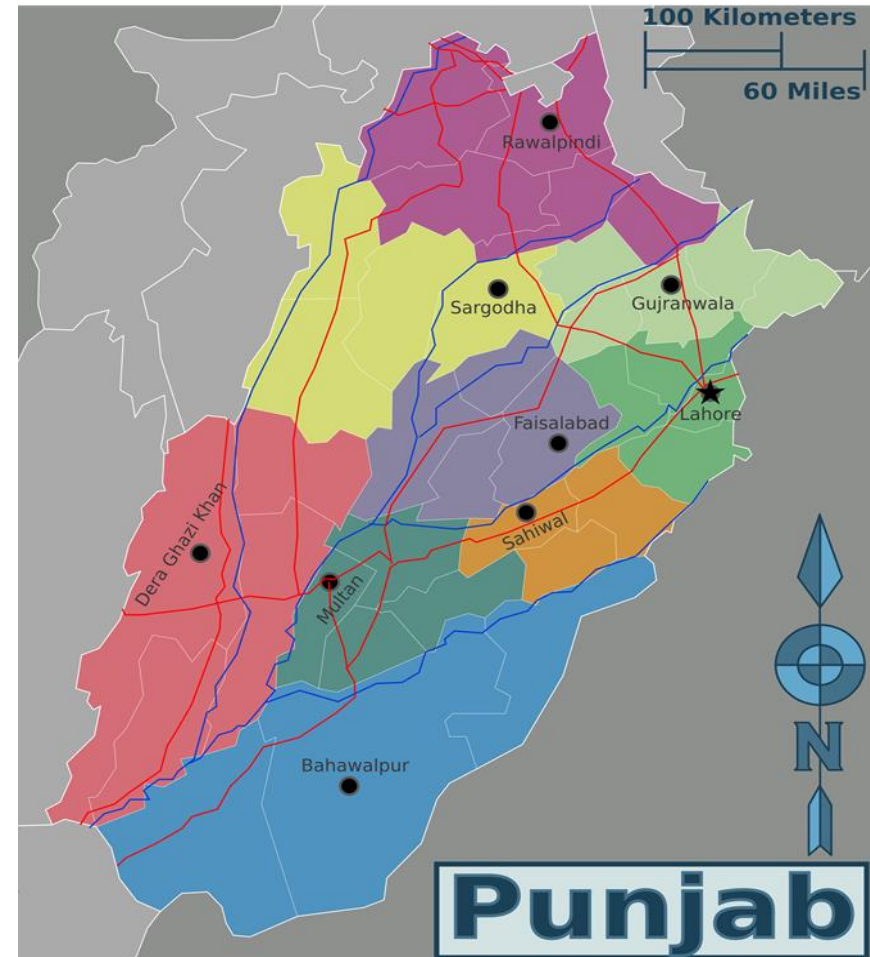 100 Kilometers
60 Miles
Rawalpindi
Sargodha
Gujranwala
Lahore
Faisalabad
Sahiwal
Dera Ghazi Khan
Multan
Bahawalpur
N
Punjab